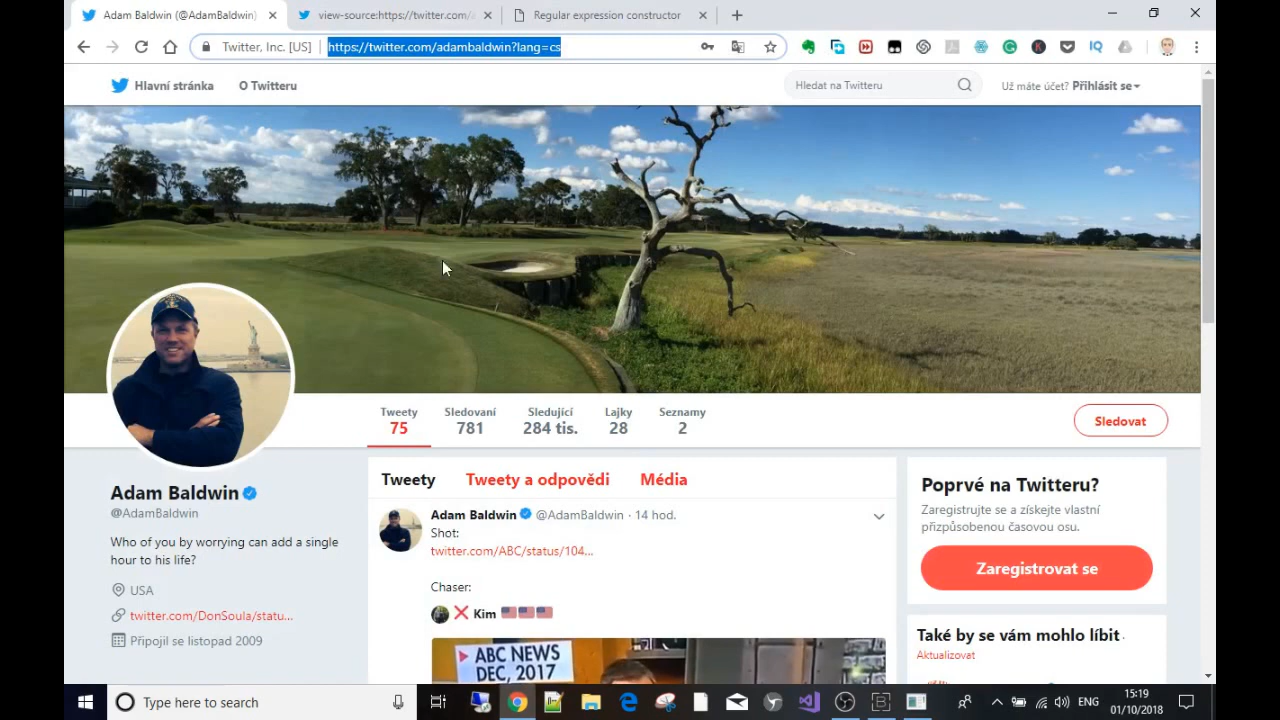 Adam Baldwin (@AdamBaldwin)
view-source:https://twitter.com/a
Regular expression constructor
Twitter, Inc. [US]
https://twitter.com/adambaldwin?lang=cs
Hlavní stránka
O Twitteru
Hledat na Twitteru
Už máte účet? Přihlásit se
Tweety
75
Sledovaní
781
Sledující
284 tis.
Lajky
28
Seznamy
2
Sledovat
Adam Baldwin
@AdamBaldwin
Who of you by worrying can add a single
hour to his life?
USA
twitter.com/DonSoula/statu...
Připojil se listopad 2009
Tweety
Tweety a odpovědi
Média
Adam Baldwin @AdamBaldwin · 14 hod.
Shot:
twitter.com/ABC/status/104...
Chaser:
Kim
ABC NEWS
DEC, 2017
Poprvé na Twitteru?
Zaregistrujte se a získejte vlastní
přizpůsobenou časovou osu.
Zaregistrovat se
Také by se vám mohlo líbit
Aktualizovat
Type here to search
ENG
15:19
01/10/2018